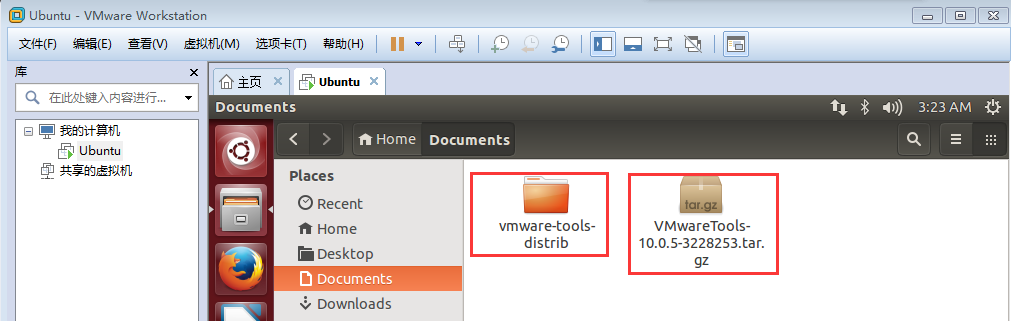 Ubuntu - VMware Workstation
文件(F) 编辑(E) 查看(V) 虚拟机(M) 选项卡(T) 帮助(H)
库
在此处键入内容进行...
我的计算机
Ubuntu
共享的虚拟机
主页
Ubuntu
Documents
3:23 AM
Home
Documents
Places
Recent
Home
Desktop
Documents
Downloads
vmware-tools-
distrib
tar.gz
VMwareTools-
10.0.5-3228253.tar.
gz